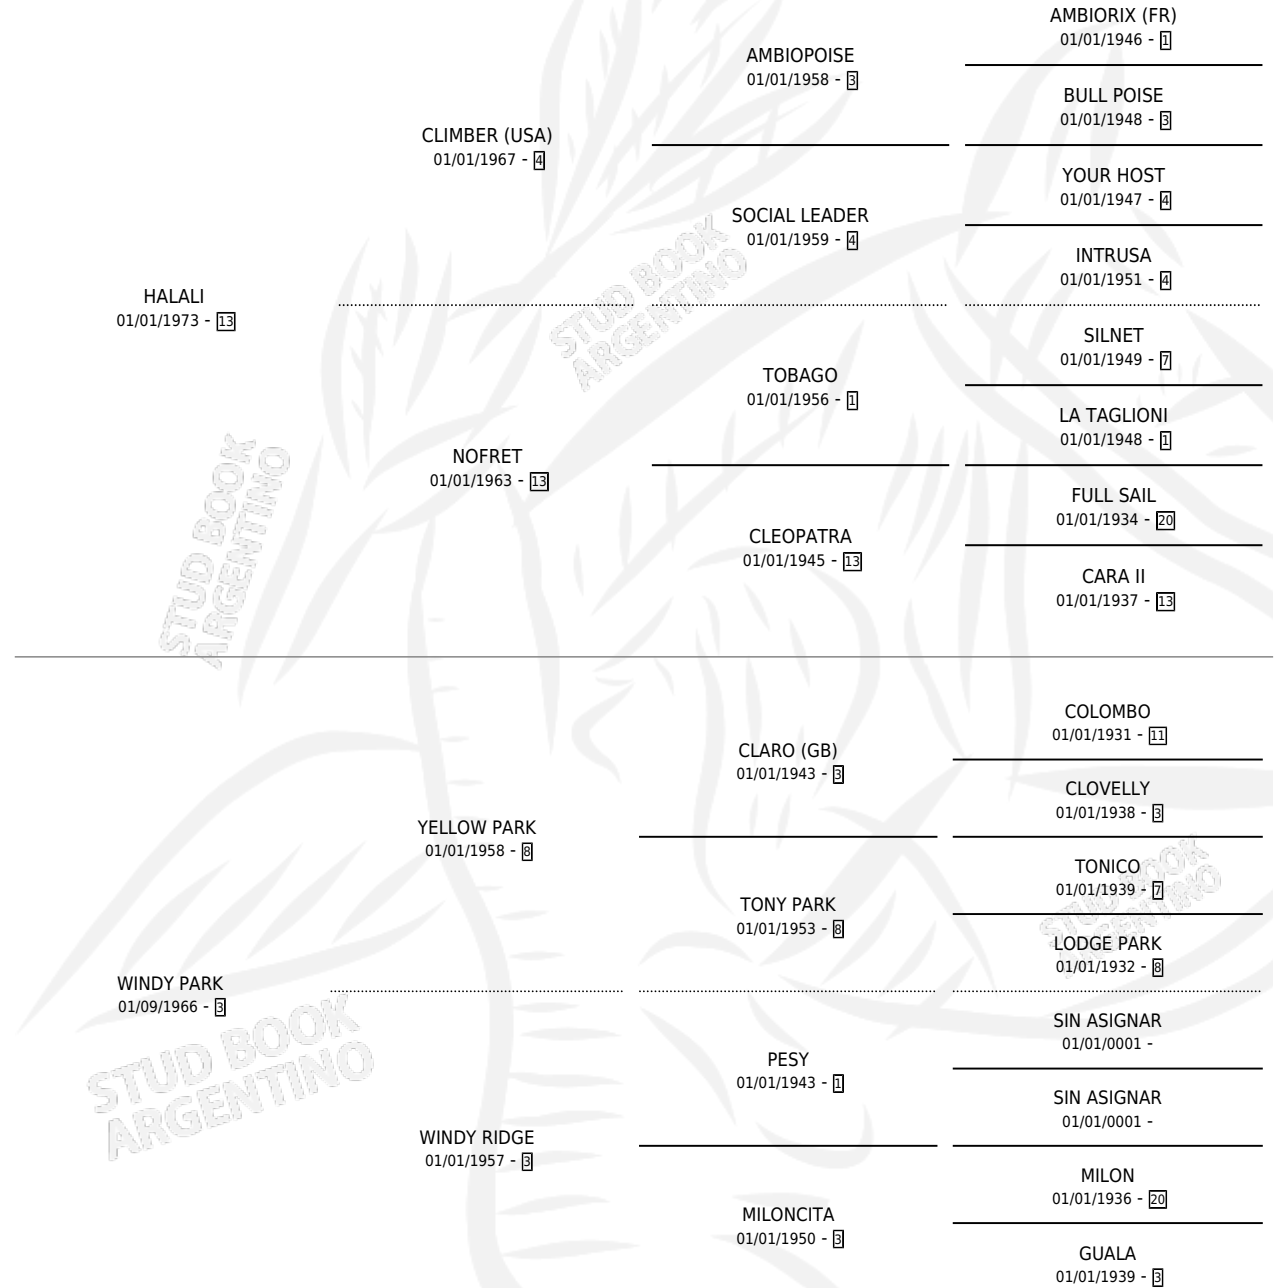 AMBIORIX (FR)
01/01/1946 - 1
AMBIOPOISE
01/01/1958 - 3
BULL POISE
01/01/1948 - 3
CLIMBER (USA)
01/01/1967 - 4
YOUR HOST
01/01/1947 - 4
SOCIAL LEADER
01/01/1959 - 4
INTRUSA
01/01/1951 - 4
HALALI
01/01/1973 - 13
SILNET
01/01/1949 - 7
TOBAGO
01/01/1956 - 1
LA TAGLIONI
01/01/1948 - 1
NOFRET
01/01/1963 - 13
FULL SAIL
01/01/1934 - 20
CLEOPATRA
01/01/1945 - 13
CARA II
01/01/1937 - 13
COLOMBO
01/01/1931 - 11
CLARO (GB)
01/01/1943 - 3
CLOVELLY
01/01/1938 - 3
YELLOW PARK
01/01/1958 - 8
TONICO
01/01/1939 - 7
TONY PARK
01/01/1953 - 8
LODGE PARK
01/01/1932 - 8
WINDY PARK
01/09/1966 - 3
SIN ASIGNAR
01/01/0001 -
PESY
01/01/1943 - 1
SIN ASIGNAR
01/01/0001 -
WINDY RIDGE
01/01/1957 - 3
MILON
01/01/1936 - 20
MILONCITA
01/01/1950 - 3
GUALA
01/01/1939 - 3
STUD BOOK
ARGENTINO
STUD BOOK
ARGENTINO
STUD BOOK
ARGENTINO
STUD BOOK
ARGENTINO